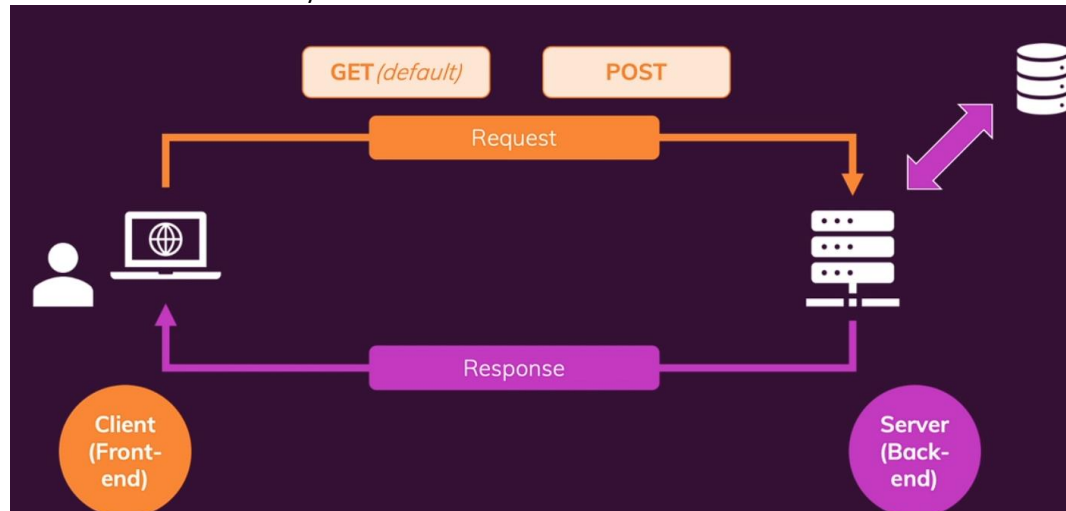 GET (default)
POST
Request
Response
Client
(Front-
end)
Server
(Back-
end)